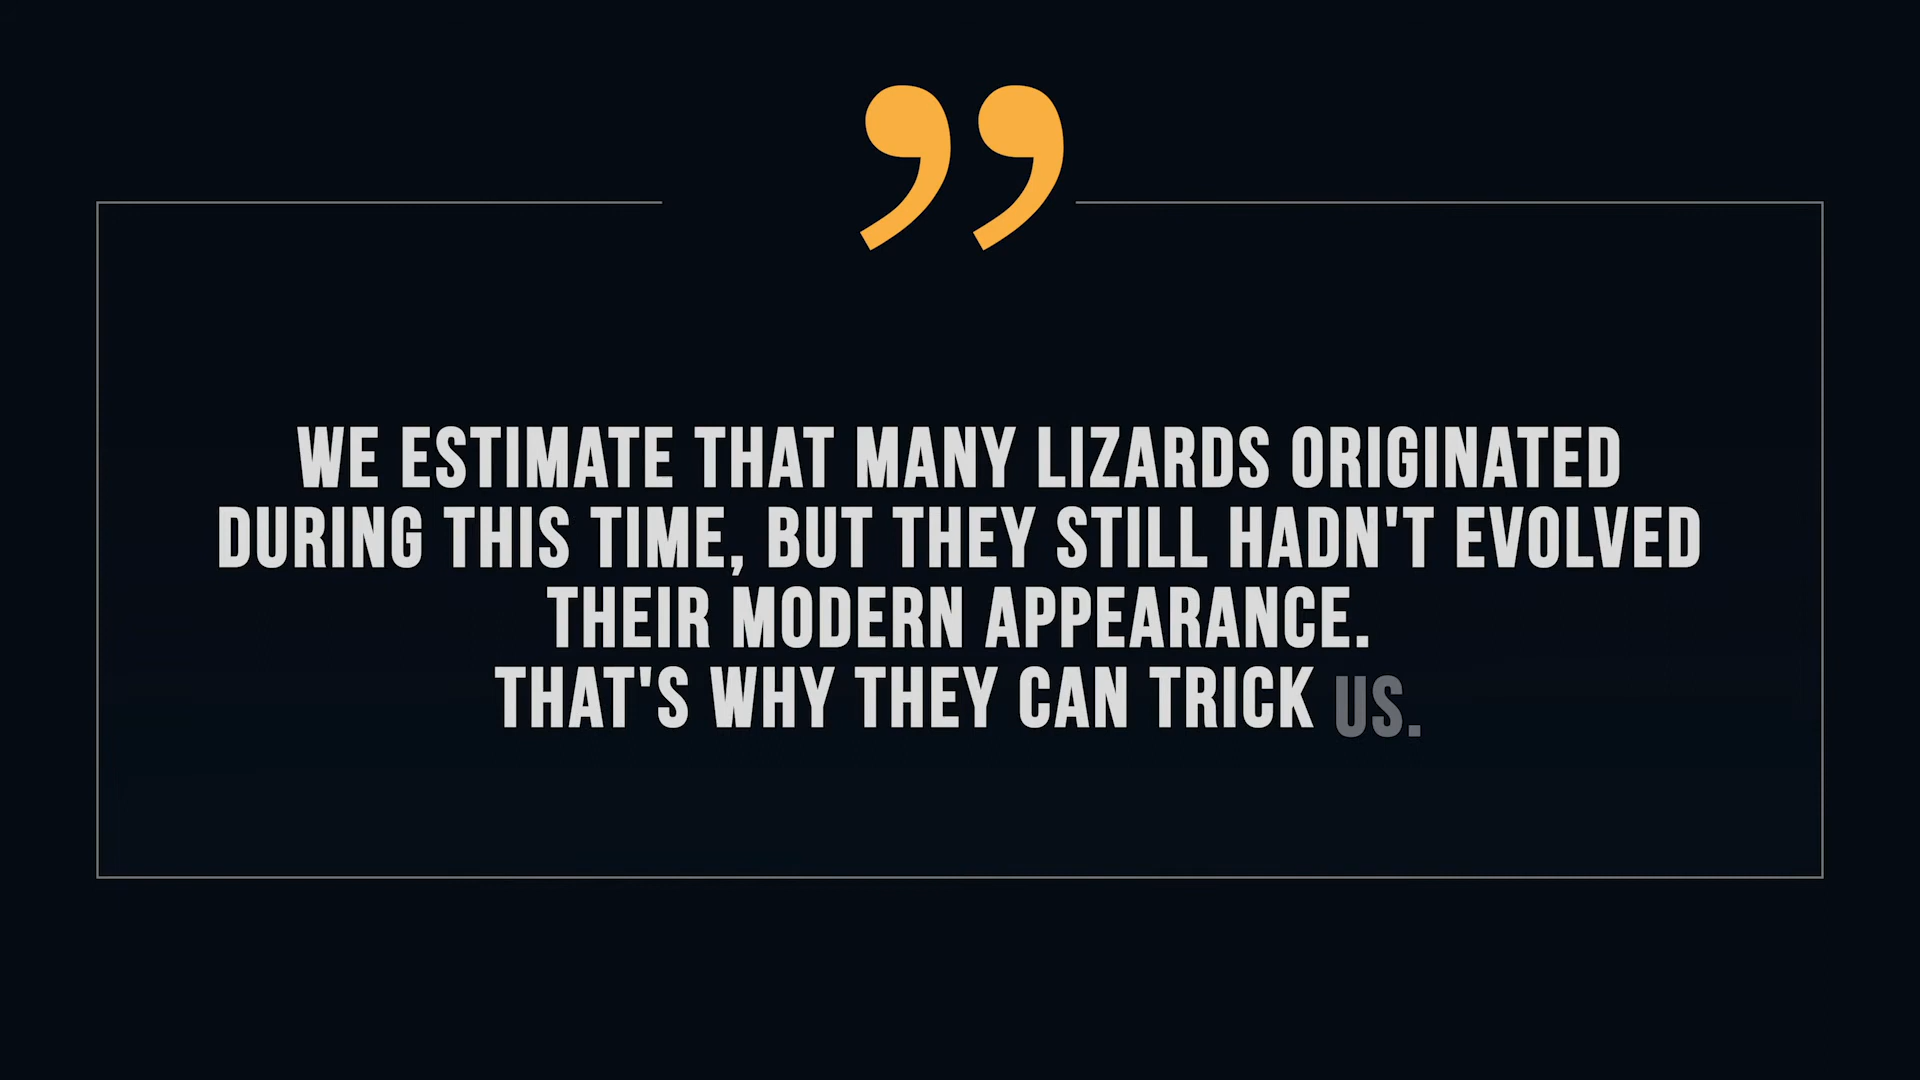 ”
WE ESTIMATE THAT MANY LIZARDS ORIGINATED
DURING THIS TIME, BUT THEY STILL HADN'T EVOLVED
THEIR MODERN APPEARANCE.
THAT'S WHY THEY CAN TRICK US.